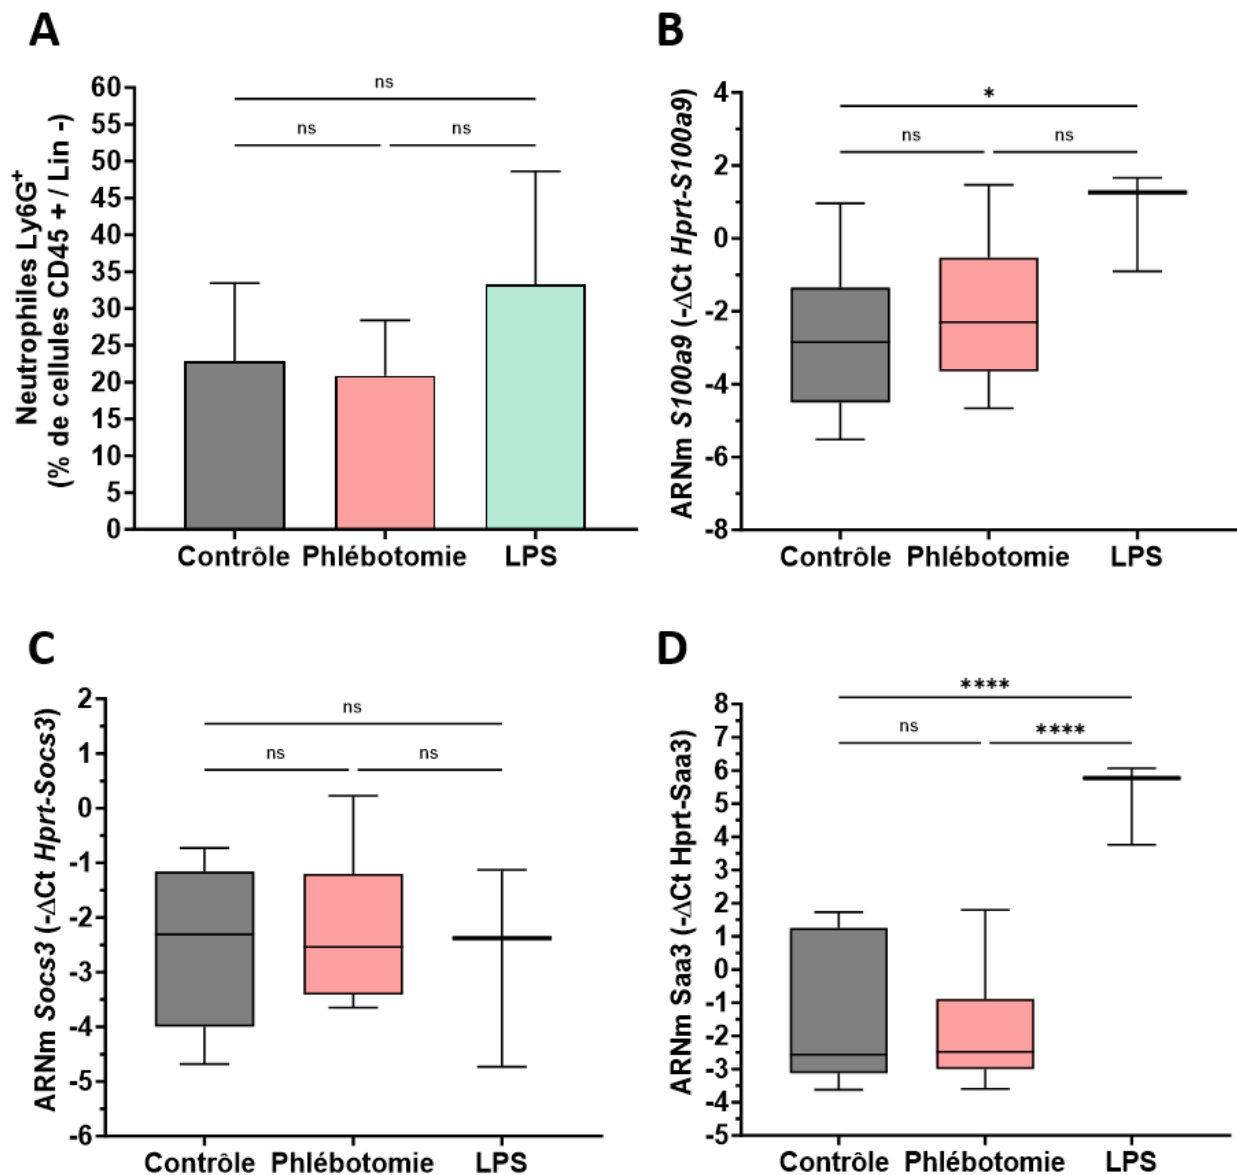 A
Neutrophiles Ly6G⁺
(% de cellules CD45 + / Lin -)
60
55
50
45
40
35
30
25
20
15
10
5
0
ns
ns
ns
Contrôle
Phlébotomie
LPS
B
ARNm S100a9 (-ΔCt Hprt-S100a9)
4
2
0
-2
-4
-6
-8
*
ns
ns
Contrôle
Phlébotomie
LPS
C
ARNm Socs3 (-ΔCt Hprt-Socs3)
2
1
0
-1
-2
-3
-4
-5
-6
ns
ns
ns
Contrôle
Phlébotomie
LPS
D
ARNm Saa3 (-ΔCt Hprt-Saa3)
8
7
6
5
4
3
2
1
0
-1
-2
-3
-4
-5
****
ns
****
Contrôle
Phlébotomie
LPS